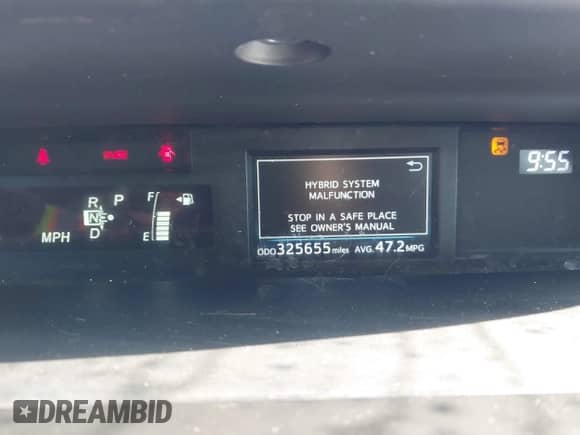 HYBRID SYSTEM
MALFUNCTION
STOP IN A SAFE PLACE
SEE OWNER'S MANUAL
ODO 325655 miles AVG. 47.2 MPG
9:55
R P
N
D
MPH
F
E
DREAMBID